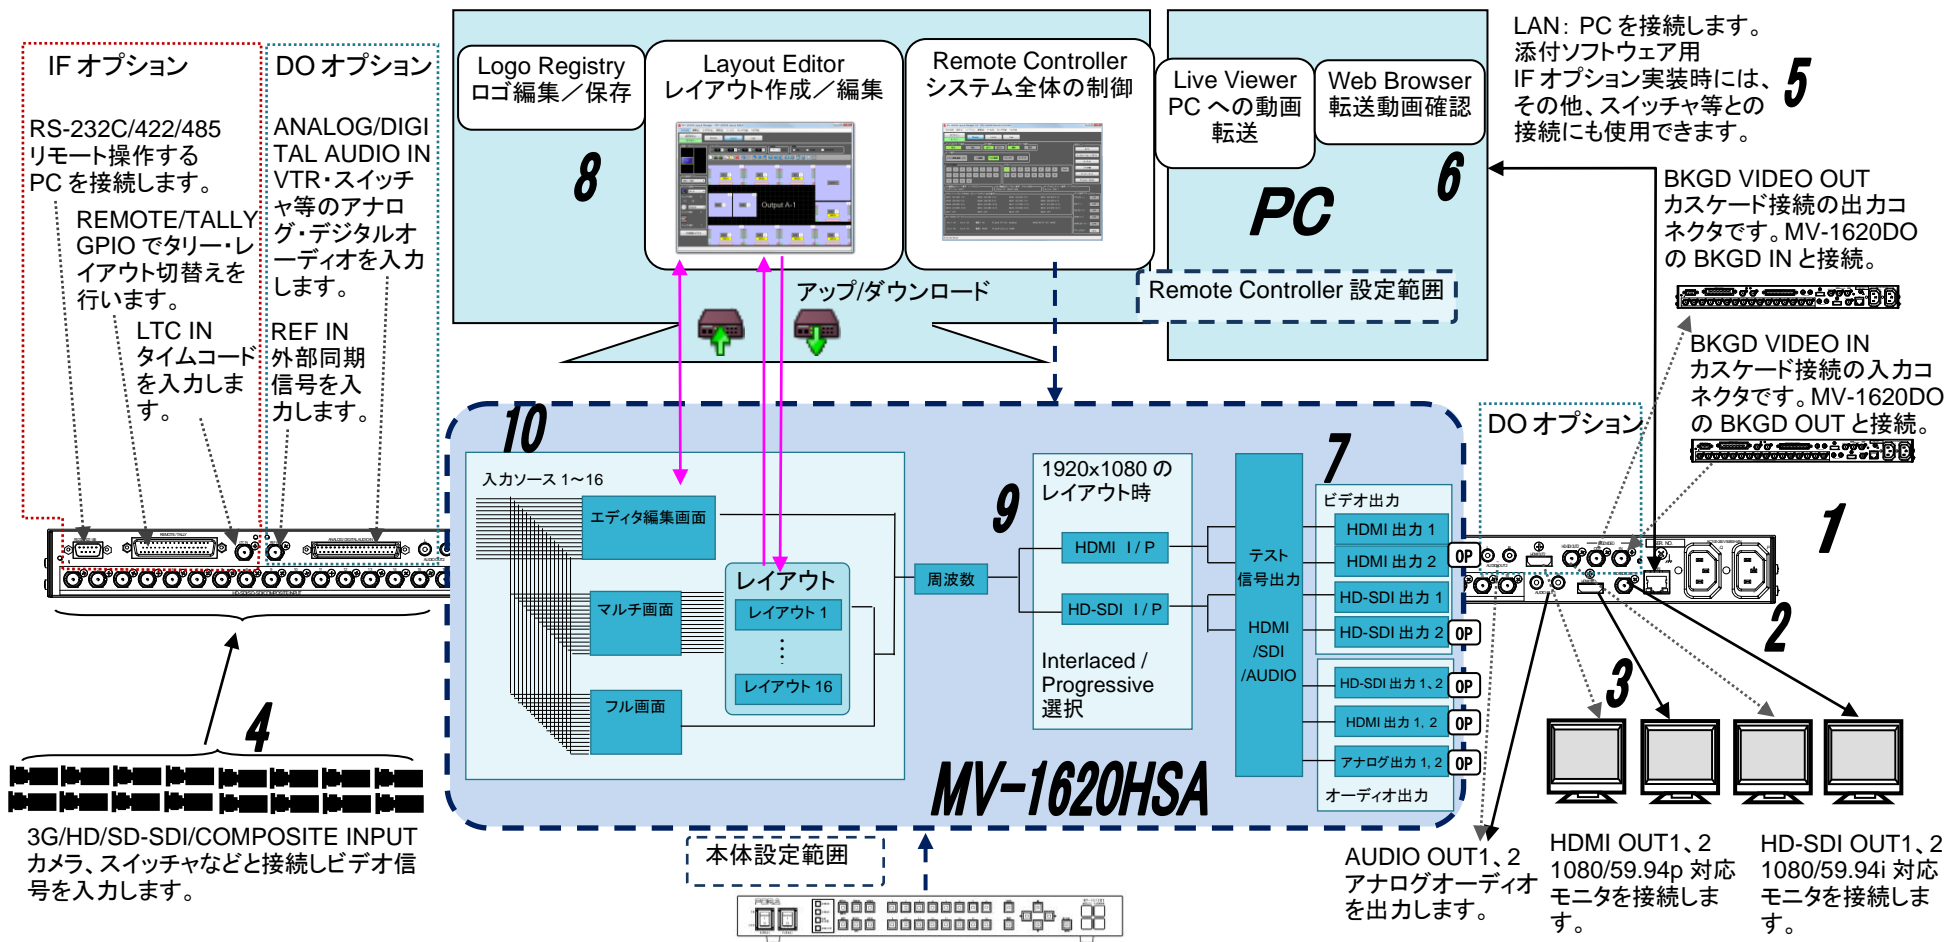 IF オプション
RS-232C/422/485
リモート操作する
PC を接続します。
REMOTE/TALLY
GPIO でタリー・レ
イアウト切替えを
行います。
LTC IN
タイムコード
を入力しま
す。
DO オプション
ANALOG/DIGI
TAL AUDIO IN
VTR・スイッチ
ャ等のアナロ
グ・デジタルオ
ーディオを入力
します。
REF IN
外部同期
信号を入
力します。
Logo Registry
ロゴ編集／保存
8
Layout Editor
レイアウト作成／編集
Output A-1
Remote Controller
システム全体の制御
Live Viewer
PC への動画
転送
Web Browser
転送動画確認
PC
6
アップ/ダウンロード
Remote Controller 設定範囲
LAN： PC を接続します。
添付ソフトウェア用
IF オプション実装時には、
その他、スイッチャ等との
接続にも使用できます。
5
BKGD VIDEO OUT
カスケード接続の出力コ
ネクタです。MV-1620DO
の BKGD IN と接続。
BKGD VIDEO IN
カスケード接続の入力コ
ネクタです。MV-1620DO
の BKGD OUT と接続。
DO オプション
1
2
3
10
入力ソース 1～16
エディタ編集画面
マルチ画面
フル画面
レイアウト
レイアウト 1
レイアウト 16
周波数
9
1920x1080 の
レイアウト時
HDMI I / P
HD-SDI I / P
Interlaced /
Progressive
選択
テスト
信号出力
HDMI
/SDI
/AUDIO
7
ビデオ出力
HDMI 出力 1
HDMI 出力 2
OP
HD-SDI 出力 1
HD-SDI 出力 2
OP
HD-SDI 出力 1、2
OP
HDMI 出力 1, 2
OP
アナログ出力 1, 2
OP
オーディオ出力
MV-1620HSA
REMOTE / TALLY
ANALOG / DIGITAL AUDIO IN
HD-SDI/SD-SDI/COMPOSITE INPUT
4
3G/HD/SD-SDI/COMPOSITE INPUT
カメラ、スイッチャなどと接続しビデオ信
号を入力します。
本体設定範囲
AUDIO OUT1、2
アナログオーディオ
を出力します。
HDMI OUT1、2
1080/59.94p 対応
モニタを接続しま
す。
HD-SDI OUT1、2
1080/59.94i 対応
モニタを接続しま
す。